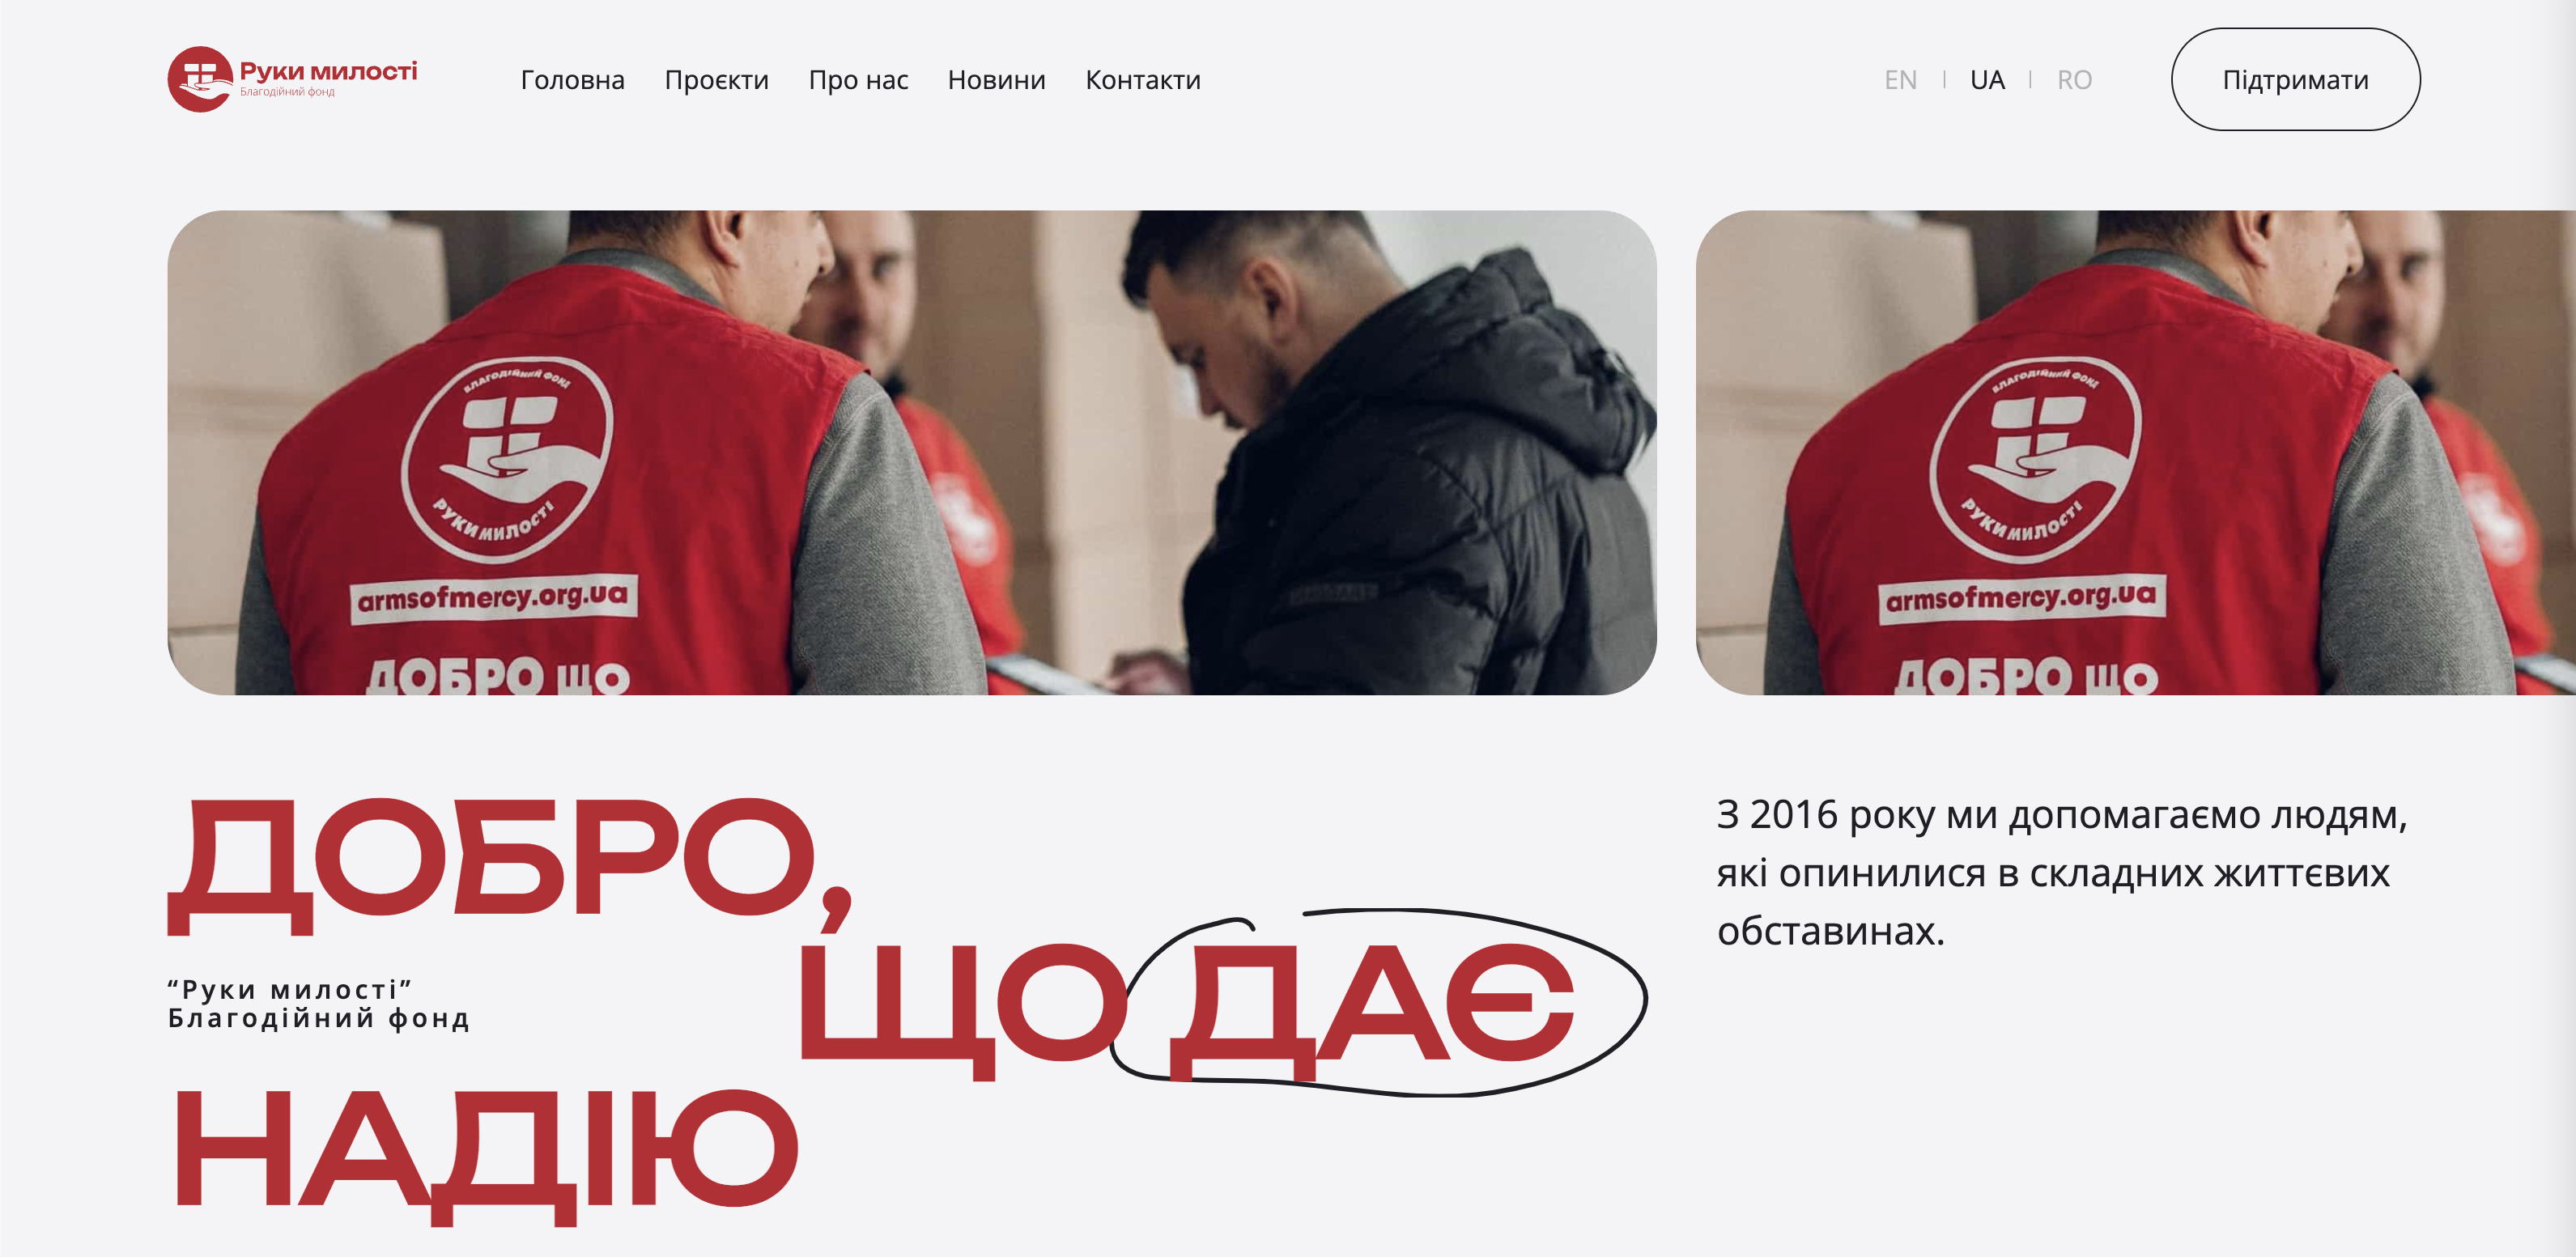 Руки милості
Благодійний фонд
Головна Проєкти Про нас Новини Контакти
EN | UA | RO
Підтримати
БЛАГОДІЙНИЙ ФОНД
РУКИ МИЛОСТІ
armsofmercy.org.ua
ДОБРО ЩО
БЛАГОДІЙНИЙ ФОНД
РУКИ МИЛОСТІ
armsofmercy.org.ua
ДОБРО ЩО
ДОБРО,
ЩО ДАЄ
“Руки милості”
Благодійний фонд
НАДІЮ
З 2016 року ми допомагаємо людям,
які опинилися в складних життєвих
обставинах.